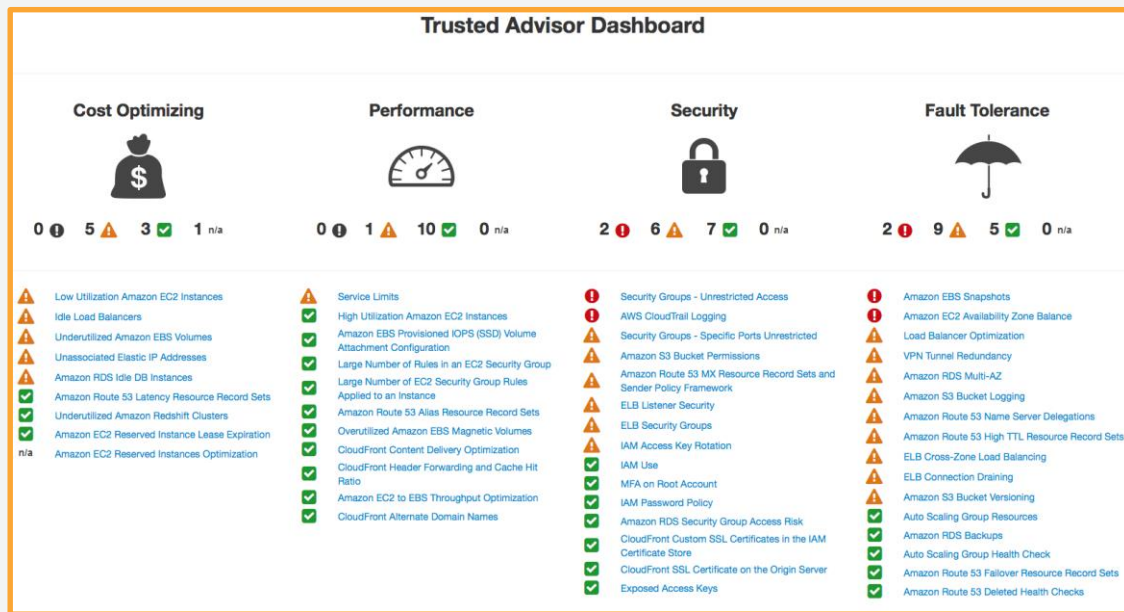 Trusted Advisor Dashboard
Cost Optimizing
$
0 5 3 1 n/a
Low Utilization Amazon EC2 Instances
Idle Load Balancers
Underutilized Amazon EBS Volumes
Unassociated Elastic IP Addresses
Amazon RDS Idle DB Instances
Amazon Route 53 Latency Resource Record Sets
Underutilized Amazon Redshift Clusters
Amazon EC2 Reserved Instance Lease Expiration
n/a Amazon EC2 Reserved Instances Optimization
Performance
0 1 10 0 n/a
Service Limits
High Utilization Amazon EC2 Instances
Amazon EBS Provisioned IOPS (SSD) Volume
Attachment Configuration
Large Number of Rules in an EC2 Security Group
Large Number of EC2 Security Group Rules
Applied to an Instance
Amazon Route 53 Alias Resource Record Sets
Overutilized Amazon EBS Magnetic Volumes
CloudFront Content Delivery Optimization
CloudFront Header Forwarding and Cache Hit
Ratio
Amazon EC2 to EBS Throughput Optimization
CloudFront Alternate Domain Names
Security
2 6 7 0 n/a
Security Groups - Unrestricted Access
AWS CloudTrail Logging
Security Groups - Specific Ports Unrestricted
Amazon S3 Bucket Permissions
Amazon Route 53 MX Resource Record Sets and
Sender Policy Framework
ELB Listener Security
ELB Security Groups
IAM Access Key Rotation
IAM Use
MFA on Root Account
IAM Password Policy
Amazon RDS Security Group Access Risk
CloudFront Custom SSL Certificates in the IAM
Certificate Store
CloudFront SSL Certificate on the Origin Server
Exposed Access Keys
Fault Tolerance
2 9 5 0 n/a
Amazon EBS Snapshots
Amazon EC2 Availability Zone Balance
Load Balancer Optimization
VPN Tunnel Redundancy
Amazon RDS Multi-AZ
Amazon S3 Bucket Logging
Amazon Route 53 Name Server Delegations
Amazon Route 53 High TTL Resource Record Sets
ELB Cross-Zone Load Balancing
ELB Connection Draining
Amazon S3 Bucket Versioning
Auto Scaling Group Resources
Amazon RDS Backups
Auto Scaling Group Health Check
Amazon Route 53 Failover Resource Record Sets
Amazon Route 53 Deleted Health Checks